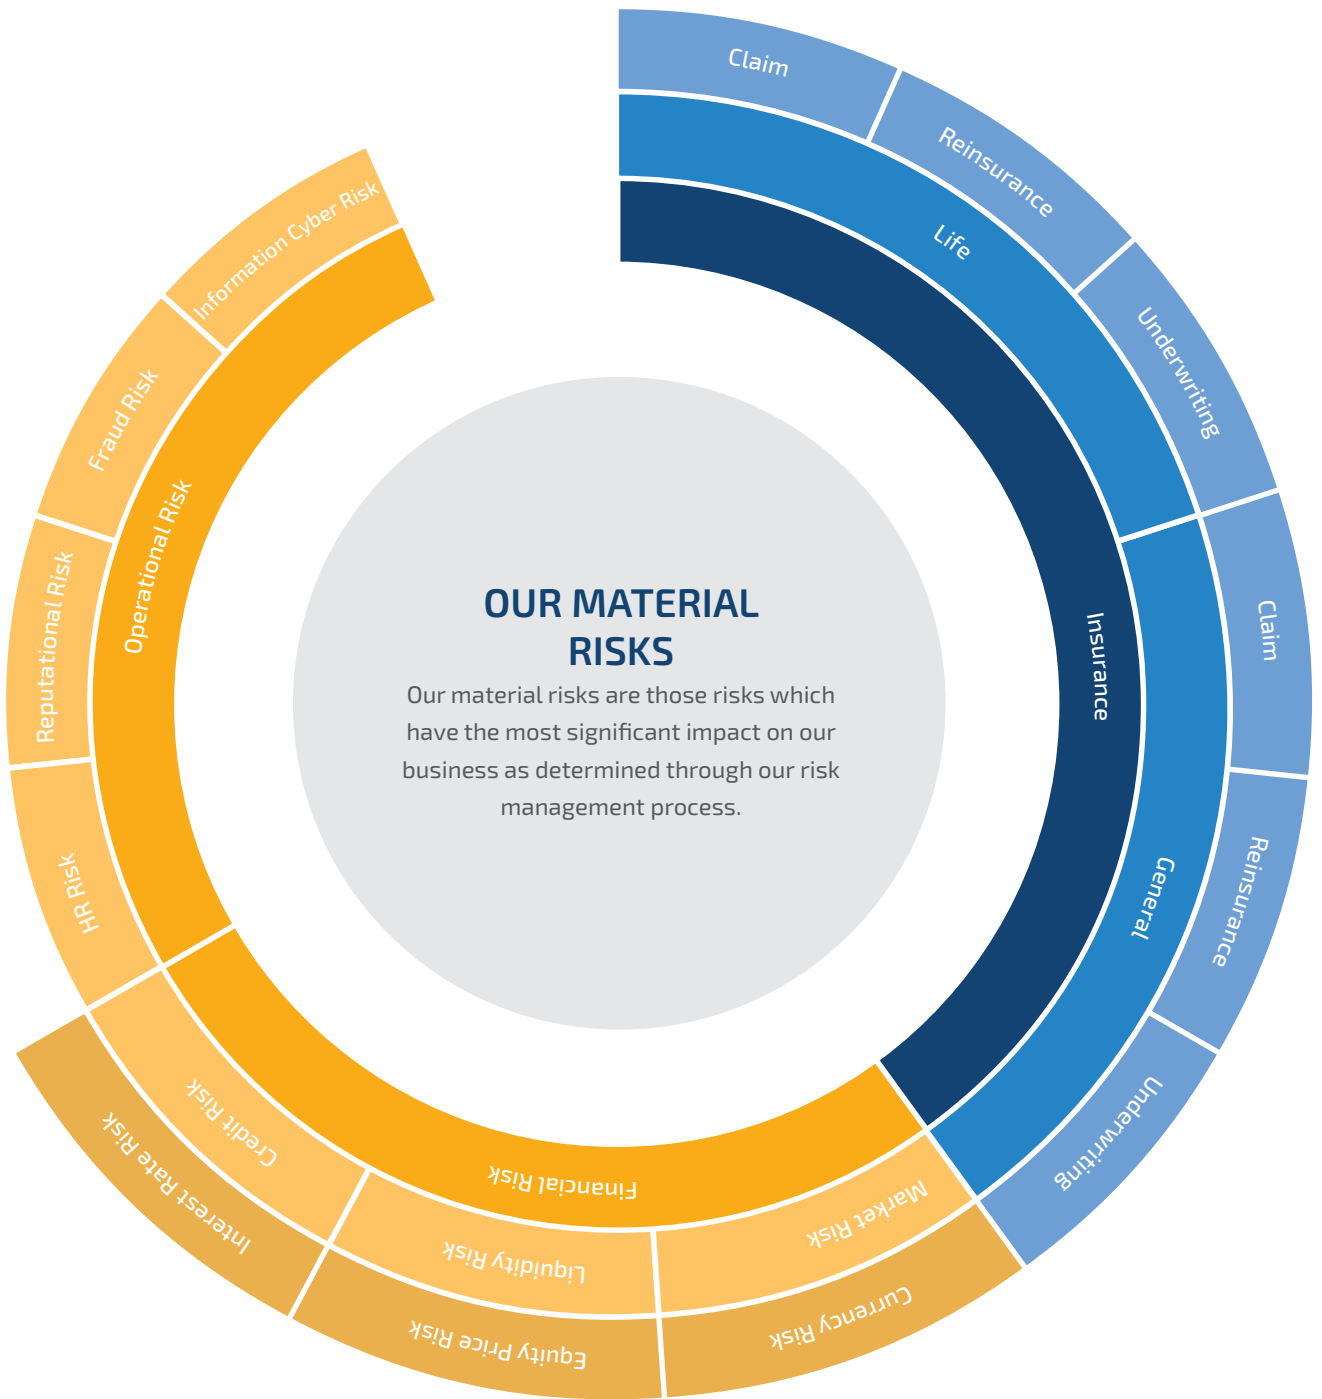 Claim
Reinsurance
Underwriting
Claim
Reinsurance
Underwriting
Life
General
Insurance
OUR MATERIAL
RISKS
Our material risks are those risks which
have the most significant impact on our
business as determined through our risk
management process.
Financial Risk
Market Risk
Liquidity Risk
Credit Risk
Currency Risk
Equity Price Risk
Interest Rate Risk
Operational Risk
HR Risk
Reputational Risk
Fraud Risk
Information Cyber Risk